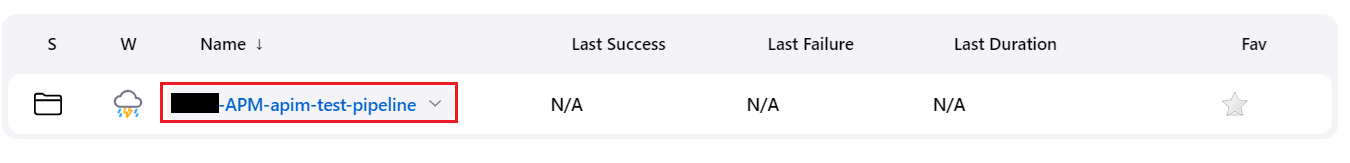 S W Name ↓ Last Success Last Failure Last Duration Fav
-APM-apim-test-pipeline N/A N/A N/A